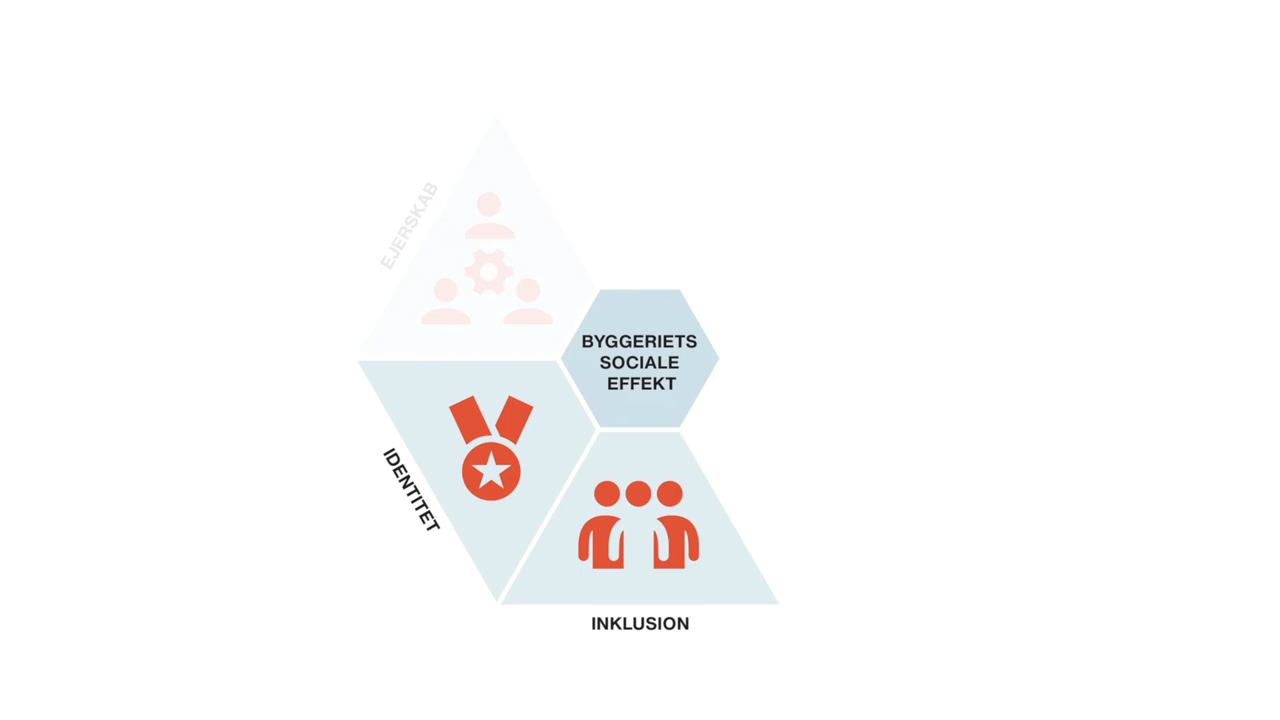 EJERSKAB
BYGGERIETS
SOCIALE
EFFEKT
IDENTITET
INKLUSION